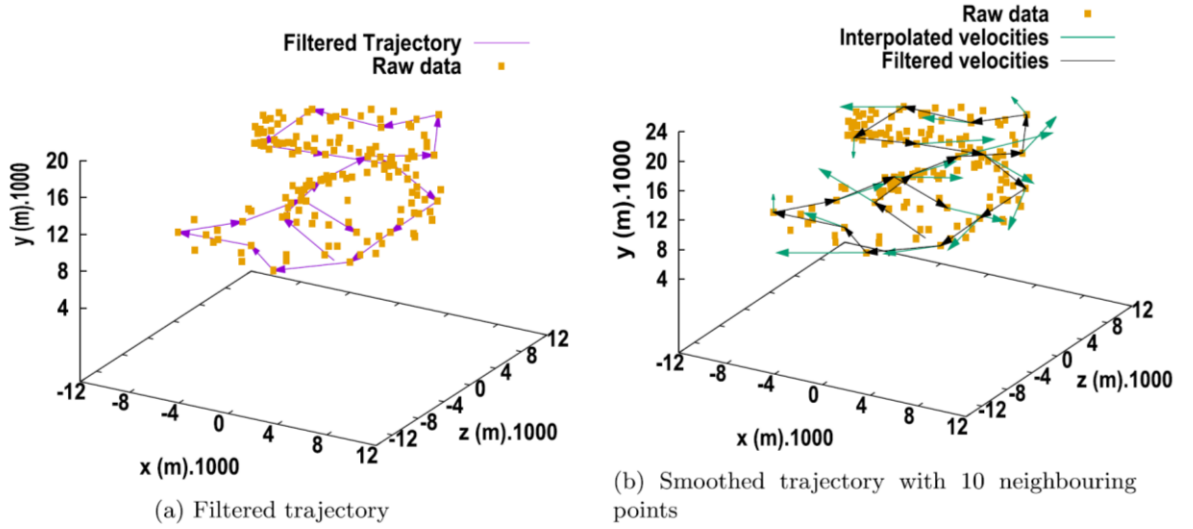 Filtered Trajectory
Raw data
y (m).1000
20
16
12
8
4
-12
-8
-4
0
4
8
12
x (m).1000
-12
-8
-4
0
4
8
12
z (m).1000
(a) Filtered trajectory
Raw data
Interpolated velocities
Filtered velocities
y (m).1000
24
20
16
12
8
4
-12
-8
-4
0
4
8
12
x (m).1000
-12
-8
-4
0
4
8
12
z (m).1000
(b) Smoothed trajectory with 10 neighbouring
points